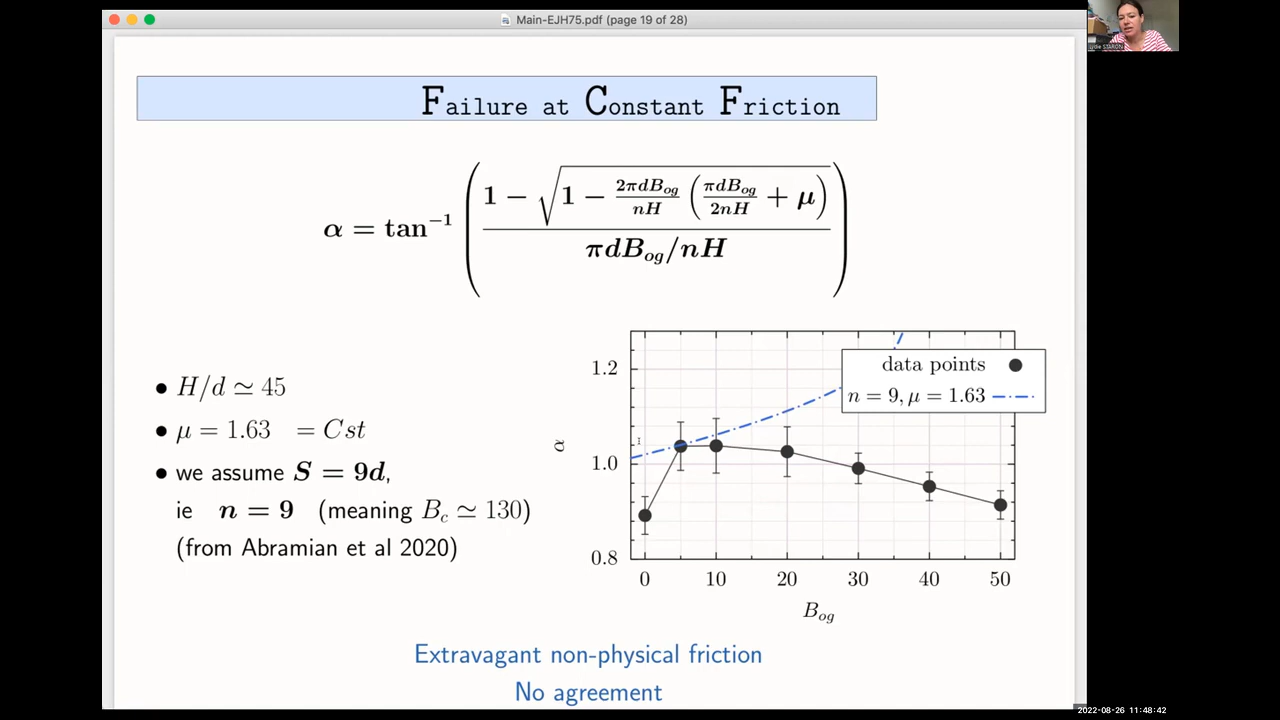 Main-EJH75.pdf (page 19 of 28)
Lydie STARON
Failure at Constant Friction
α = tan⁻¹ ( (1 − √(1 − 2πdB_og/nH (πdB_og/2nH + μ))) / (πdB_og/nH) )
• H/d ≃ 45
• μ = 1.63 = Cst
• we assume S = 9d,
ie n = 9 (meaning B_c ≃ 130)
(from Abramian et al 2020)
data points
n = 9, μ = 1.63
1.2
1.0
0.8
α
0 10 20 30 40 50
B_og
Extravagant non-physical friction
No agreement
2022-08-26 11:48:42